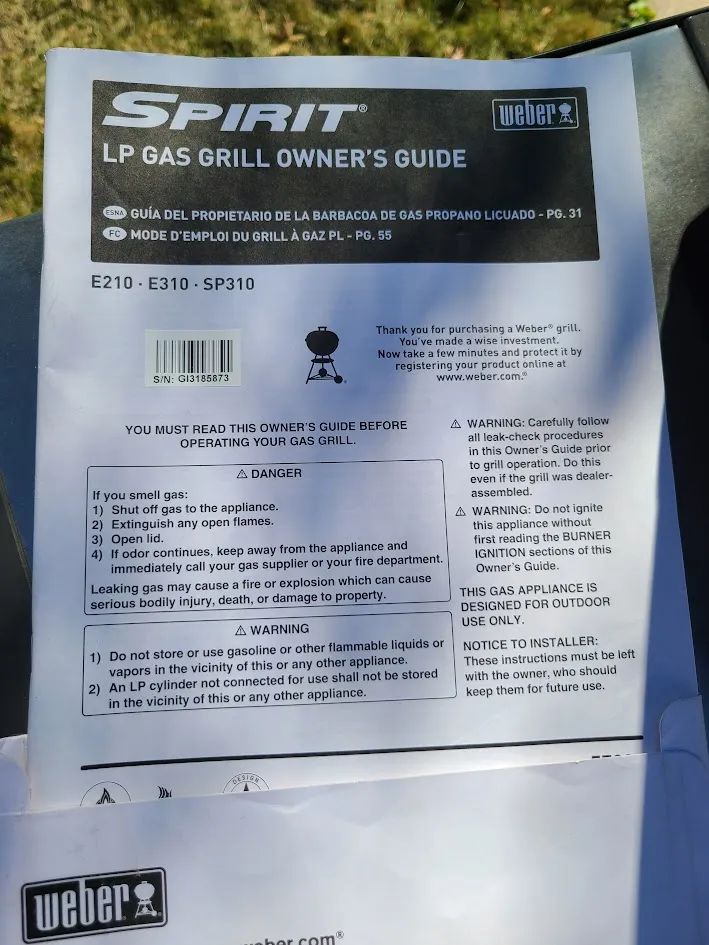 SPIRIT®
weber
LP GAS GRILL OWNER'S GUIDE
ESNA GUÍA DEL PROPIETARIO DE LA BARBACOA DE GAS PROPANO LICUADO - PG. 31
FC MODE D'EMPLOI DU GRILL À GAZ PL - PG. 55
E210 · E310 · SP310
S/N: GI3185873
Thank you for purchasing a Weber® grill.
You've made a wise investment.
Now take a few minutes and protect it by
registering your product online at
www.weber.com.®
YOU MUST READ THIS OWNER'S GUIDE BEFORE
OPERATING YOUR GAS GRILL.
⚠ DANGER
If you smell gas:
1) Shut off gas to the appliance.
2) Extinguish any open flames.
3) Open lid.
4) If odor continues, keep away from the appliance and
immediately call your gas supplier or your fire department.
Leaking gas may cause a fire or explosion which can cause
serious bodily injury, death, or damage to property.
⚠ WARNING
1) Do not store or use gasoline or other flammable liquids or
vapors in the vicinity of this or any other appliance.
2) An LP cylinder not connected for use shall not be stored
in the vicinity of this or any other appliance.
⚠ WARNING: Carefully follow
all leak-check procedures
in this Owner's Guide prior
to grill operation. Do this
even if the grill was dealer-
assembled.
⚠ WARNING: Do not ignite
this appliance without
first reading the BURNER
IGNITION sections of this
Owner's Guide.
THIS GAS APPLIANCE IS
DESIGNED FOR OUTDOOR
USE ONLY.
NOTICE TO INSTALLER:
These instructions must be left
with the owner, who should
keep them for future use.
DESIGN
weber